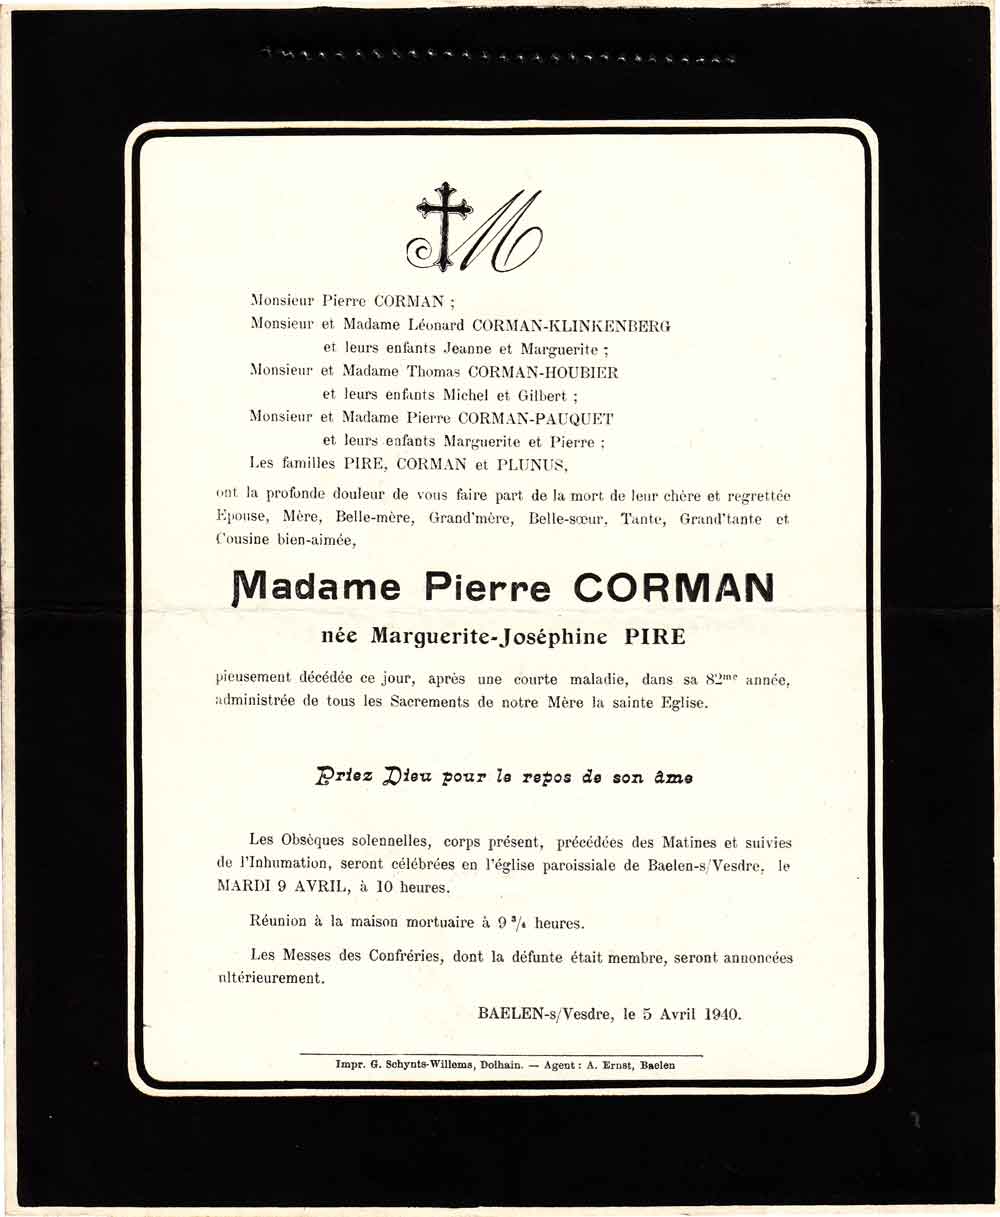 M
Monsieur Pierre CORMAN ;
Monsieur et Madame Léonard CORMAN-KLINKENBERG
et leurs enfants Jeanne et Marguerite ;
Monsieur et Madame Thomas CORMAN-HOUBIER
et leurs enfants Michel et Gilbert ;
Monsieur et Madame Pierre CORMAN-PAUQUET
et leurs enfants Marguerite et Pierre ;
Les familles PIRE, CORMAN et PLUNUS,
ont la profonde douleur de vous faire part de la mort de leur chère et regrettée
Epouse, Mère, Belle-mère, Grand'mère, Belle-sœur, Tante, Grand'tante et
Cousine bien-aimée,
Madame Pierre CORMAN
née Marguerite-Joséphine PIRE
pieusement décédée ce jour, après une courte maladie, dans sa 82me année,
administrée de tous les Sacrements de notre Mère la sainte Eglise.
Priez Dieu pour le repos de son âme
Les Obsèques solennelles, corps présent, précédées des Matines et suivies
de l'Inhumation, seront célébrées en l'église paroissiale de Baelen-s/Vesdre, le
MARDI 9 AVRIL, à 10 heures.
Réunion à la maison mortuaire à 9 3/4 heures.
Les Messes des Confréries, dont la défunte était membre, seront annoncées
ultérieurement.
BAELEN-s/Vesdre, le 5 Avril 1940.
Impr. G. Schynts-Willems, Dolhain. — Agent : A. Ernst, Baelen